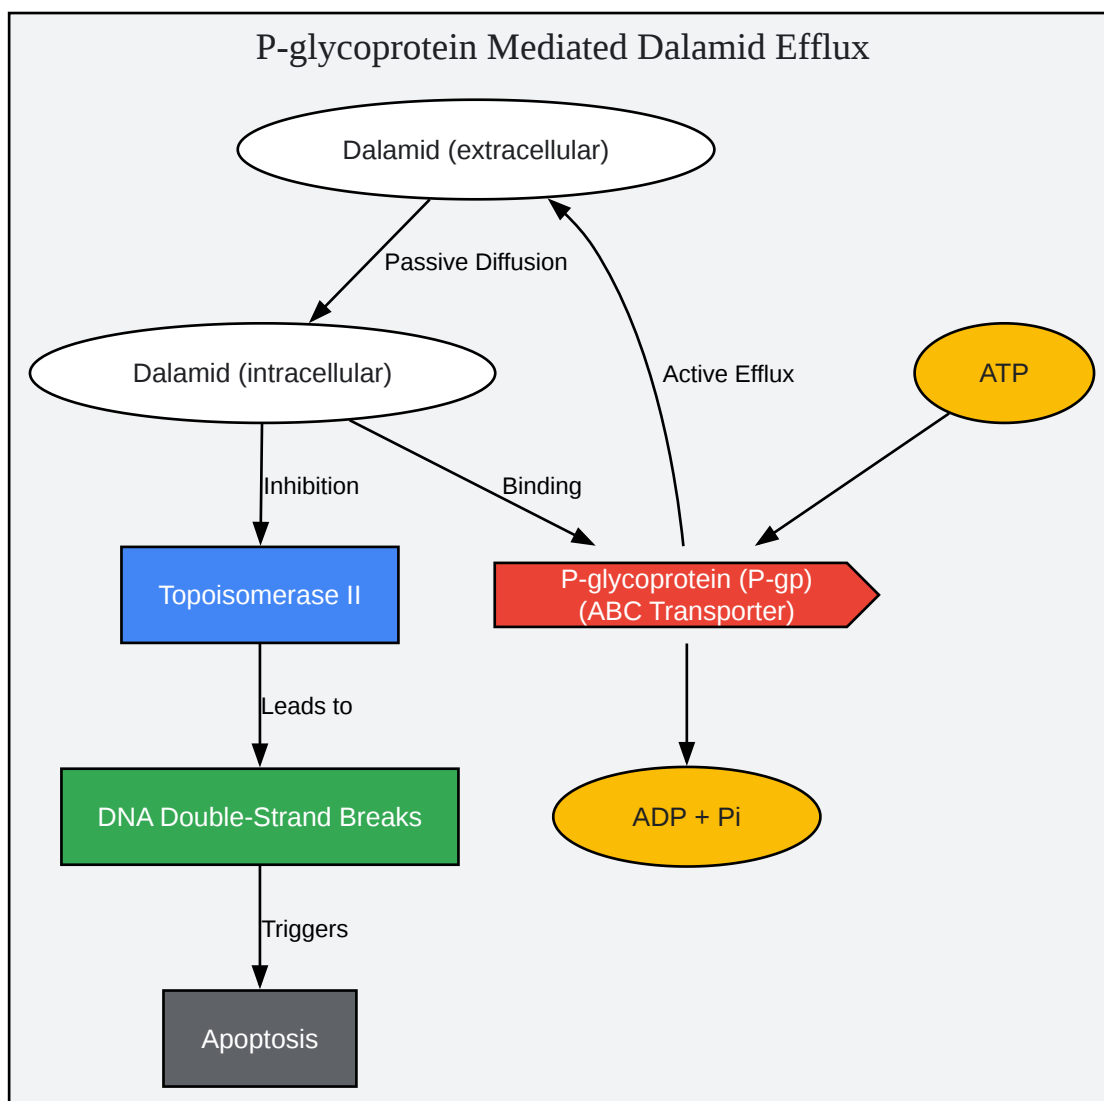 P-glycoprotein Mediated Dalamid Efflux
Dalamid (extracellular)
Passive Diffusion
Dalamid (intracellular)
Active Efflux
ATP
Inhibition
Binding
Topoisomerase II
P-glycoprotein (P-gp)
(ABC Transporter)
Leads to
DNA Double-Strand Breaks
ADP + Pi
Triggers
Apoptosis